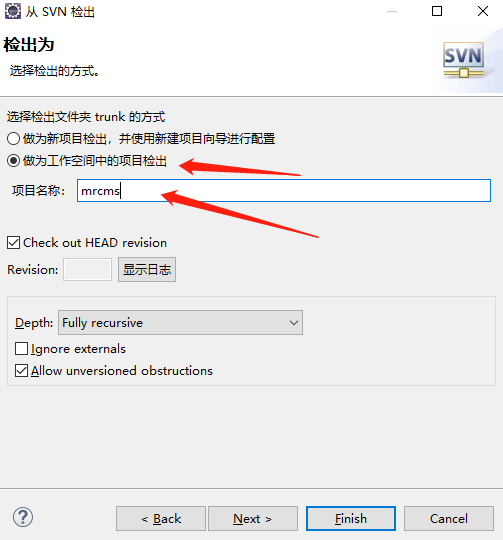 从 SVN 检出
检出为
选择检出的方式。
SVN
选择检出文件夹 trunk 的方式
做为新项目检出，并使用新建项目向导进行配置
做为工作空间中的项目检出
项目名称： mrcms
Check out HEAD revision
Revision: 显示日志
Depth: Fully recursive
Ignore externals
Allow unversioned obstructions
? < Back Next > Finish Cancel